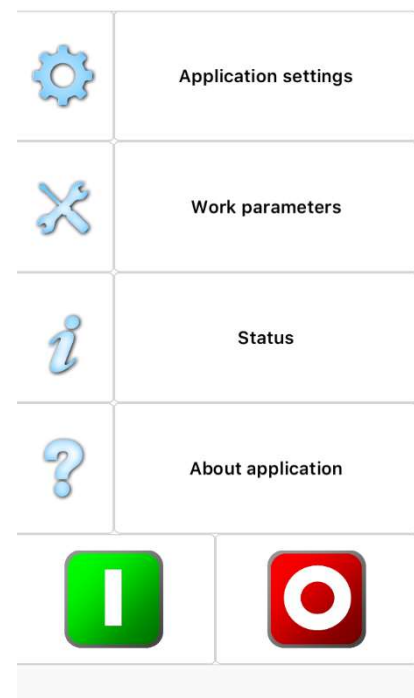 Application settings
Work parameters
Status
About application